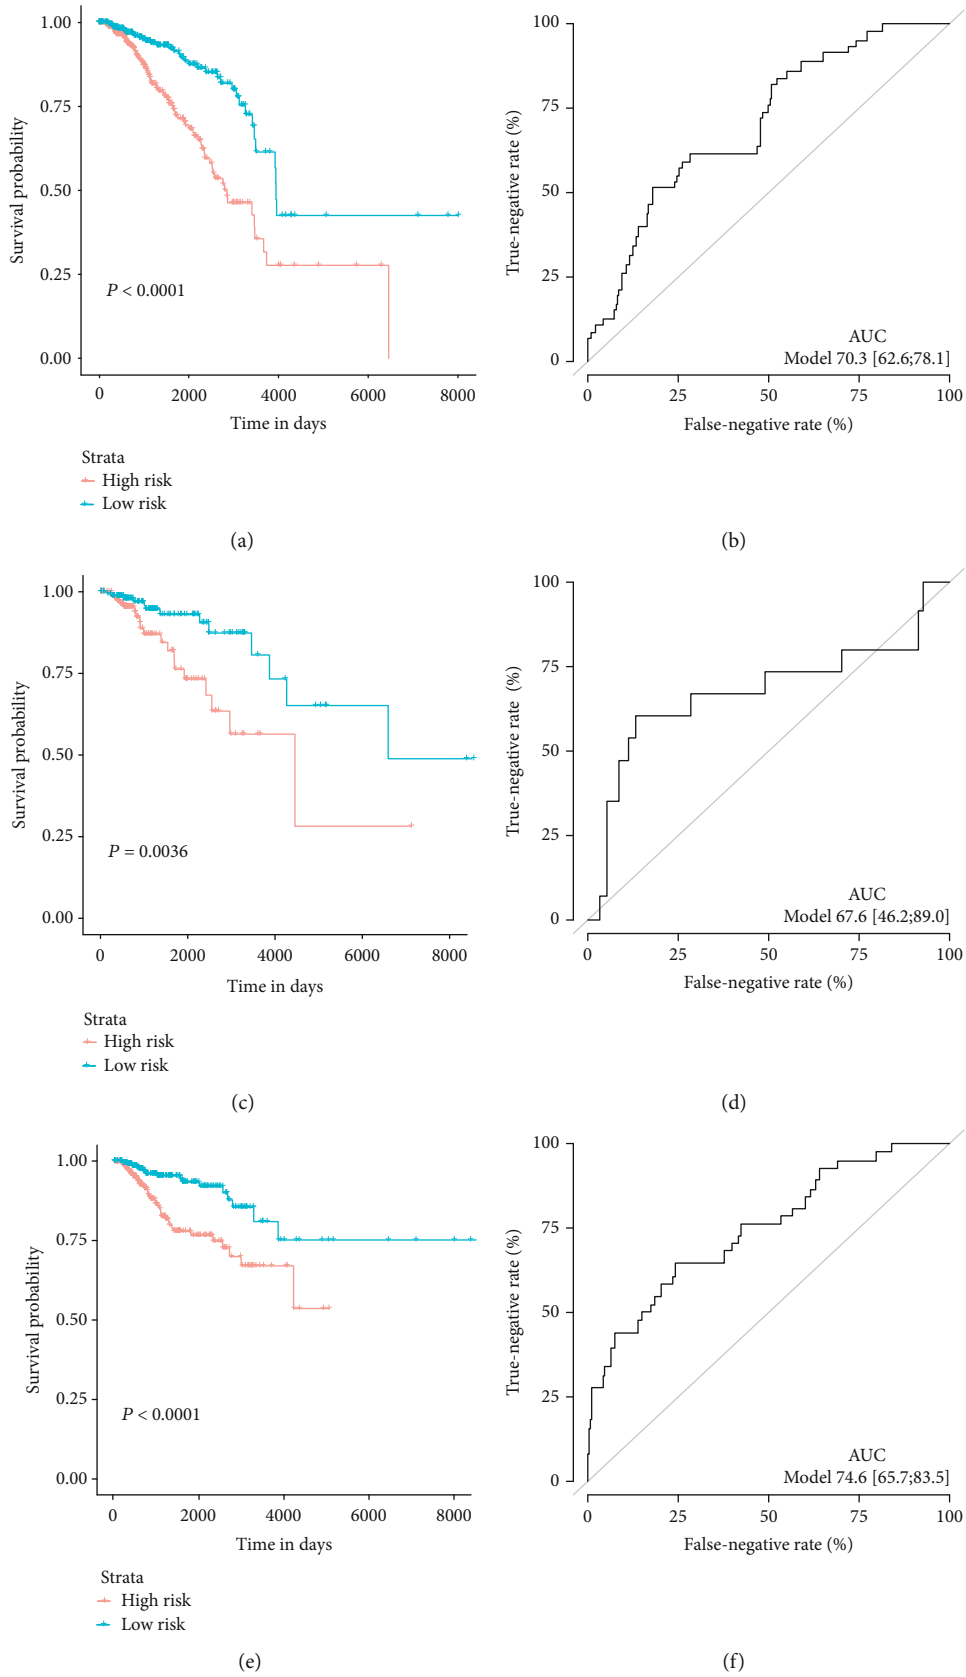 1.00
0.75
0.50
0.25
0.00
Survival probability
P < 0.0001
0 2000 4000 6000 8000
Time in days
Strata
High risk
Low risk
(a)
100
75
50
25
0
True-negative rate (%)
AUC
Model 70.3 [62.6;78.1]
0 25 50 75 100
False-negative rate (%)
(b)
1.00
0.75
0.50
0.25
0.00
Survival probability
P = 0.0036
0 2000 4000 6000 8000
Time in days
Strata
High risk
Low risk
(c)
100
75
50
25
0
True-negative rate (%)
AUC
Model 67.6 [46.2;89.0]
0 25 50 75 100
False-negative rate (%)
(d)
1.00
0.75
0.50
0.25
0.00
Survival probability
P < 0.0001
0 2000 4000 6000 8000
Time in days
Strata
High risk
Low risk
(e)
100
75
50
25
0
True-negative rate (%)
AUC
Model 74.6 [65.7;83.5]
0 25 50 75 100
False-negative rate (%)
(f)